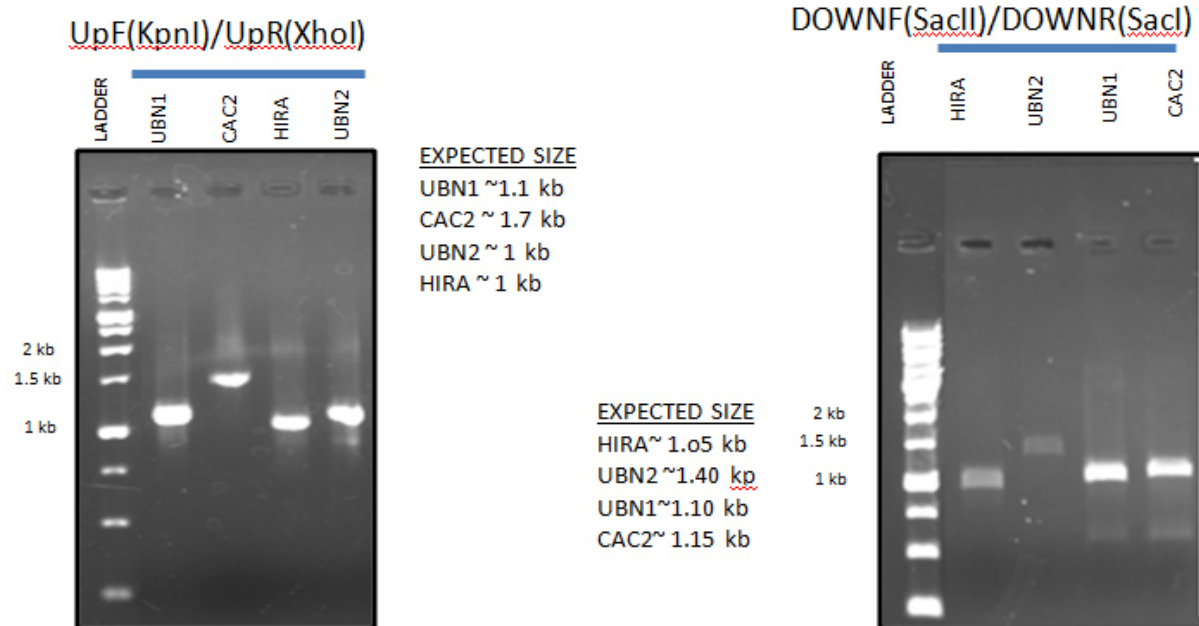 UpF(KpnI)/UpR(XhoI)
LADDER
UBN1
CAC2
HIRA
UBN2
2 kb
1.5 kb
1 kb
EXPECTED SIZE
UBN1 ~1.1 kb
CAC2 ~ 1.7 kb
UBN2 ~ 1 kb
HIRA ~ 1 kb
DOWNF(SacII)/DOWNR(SacI)
LADDER
HIRA
UBN2
UBN1
CAC2
EXPECTED SIZE
HIRA~ 1.o5 kb
UBN2 ~1.40 kp
UBN1~1.10 kb
CAC2~ 1.15 kb
2 kb
1.5 kb
1 kb